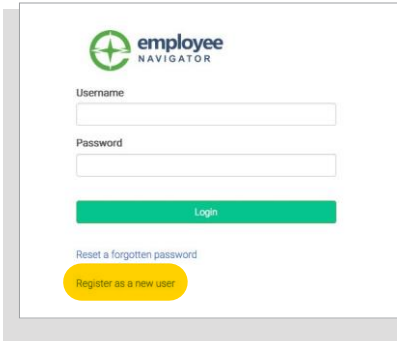 employee
NAVIGATOR
Username
Password
Login
Reset a forgotten password
Register as a new user